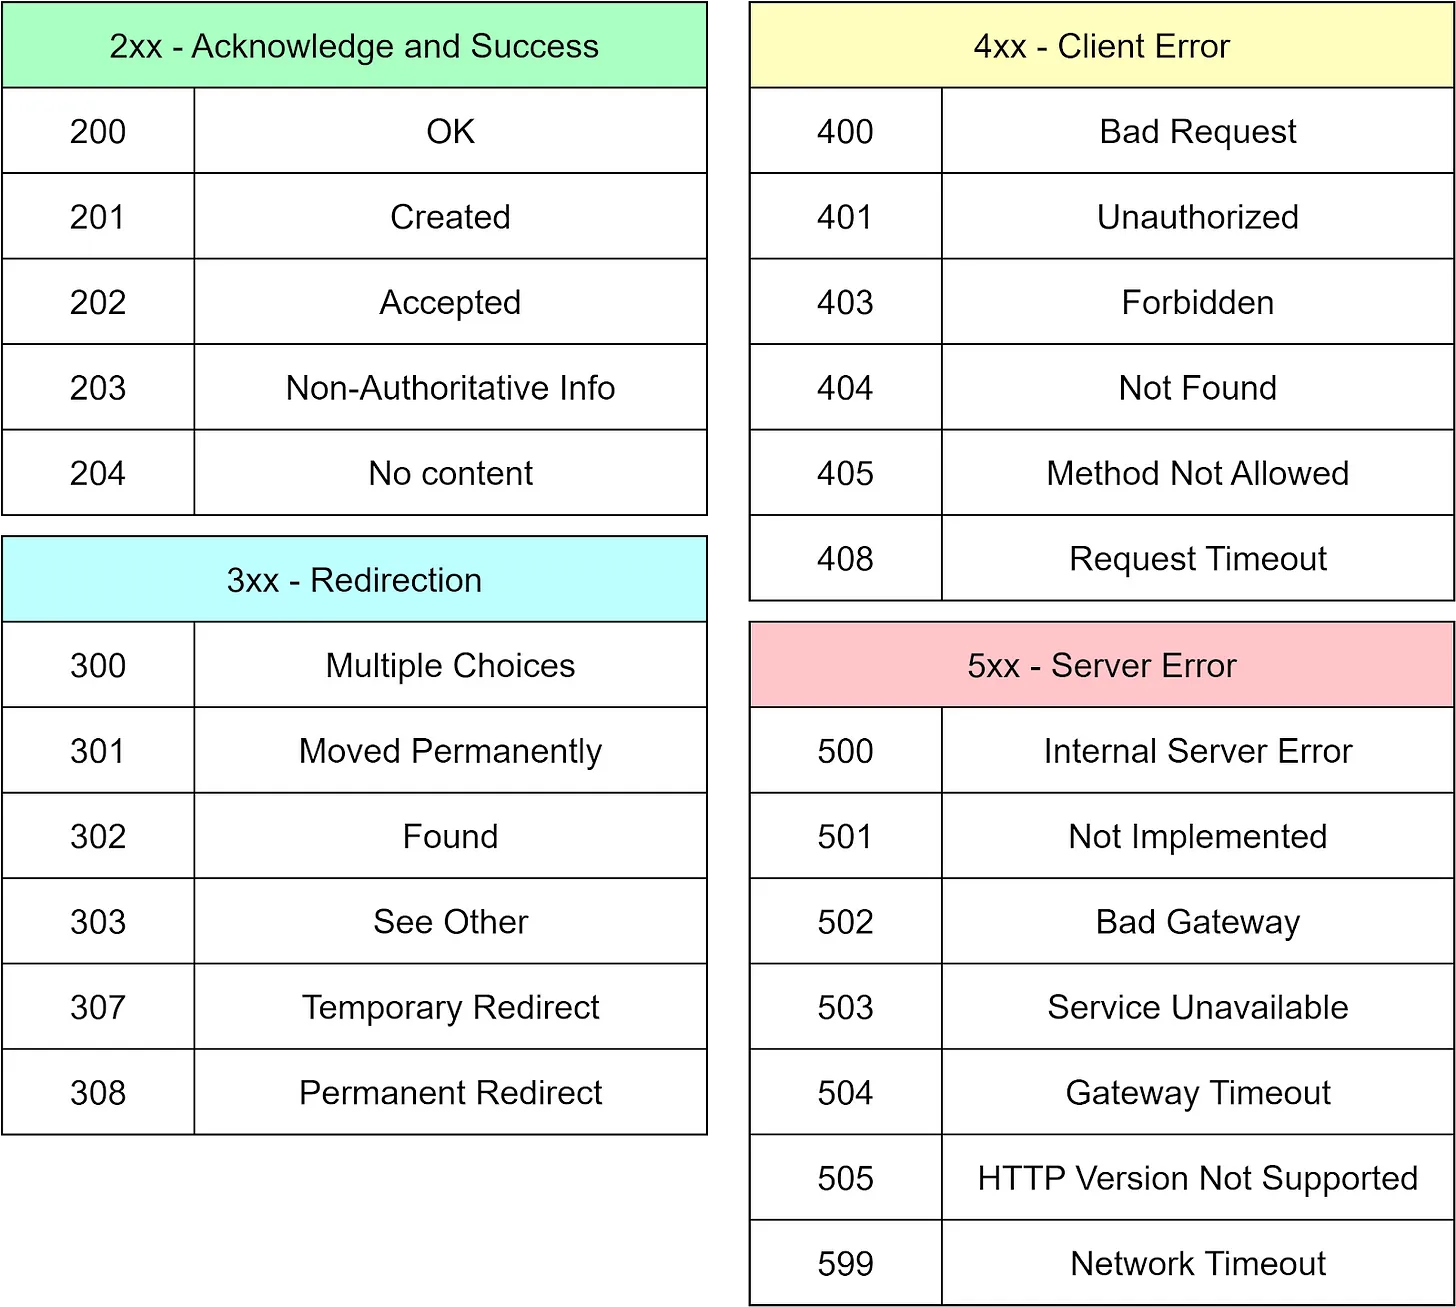 2xx - Acknowledge and Success
200 OK
201 Created
202 Accepted
203 Non-Authoritative Info
204 No content
3xx - Redirection
300 Multiple Choices
301 Moved Permanently
302 Found
303 See Other
307 Temporary Redirect
308 Permanent Redirect
4xx - Client Error
400 Bad Request
401 Unauthorized
403 Forbidden
404 Not Found
405 Method Not Allowed
408 Request Timeout
5xx - Server Error
500 Internal Server Error
501 Not Implemented
502 Bad Gateway
503 Service Unavailable
504 Gateway Timeout
505 HTTP Version Not Supported
599 Network Timeout